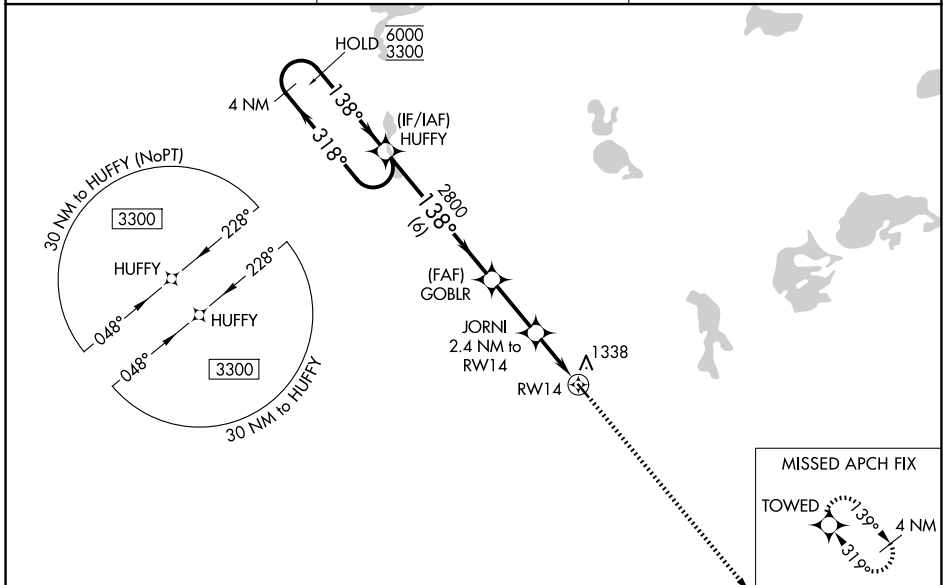 HOLD 6000
3300
4 NM
138°
318°
(IF/IAF)
HUFFY
2800
138°
(6)
(FAF)
GOBLR
JORNI
2.4 NM to
RW14
1338
RW14
30 NM to HUFFY (NoPT)
3300
228°
HUFFY
048°
228°
HUFFY
048°
3300
30 NM to HUFFY
MISSED APCH FIX
TOWED
139°
4 NM
319°